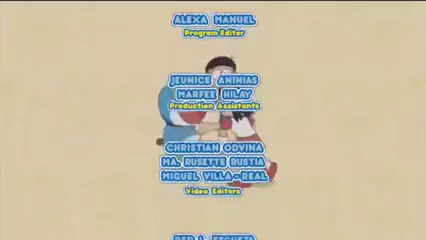 ALEXA MANUEL
Program Editor
JEUNICE ANINIAS
MARFEE HILAY
Production Assistants
CHRISTIAN ODVINA
MA. RUSETTE RUSTIA
MIGUEL VILLA-REAL
Video Editors